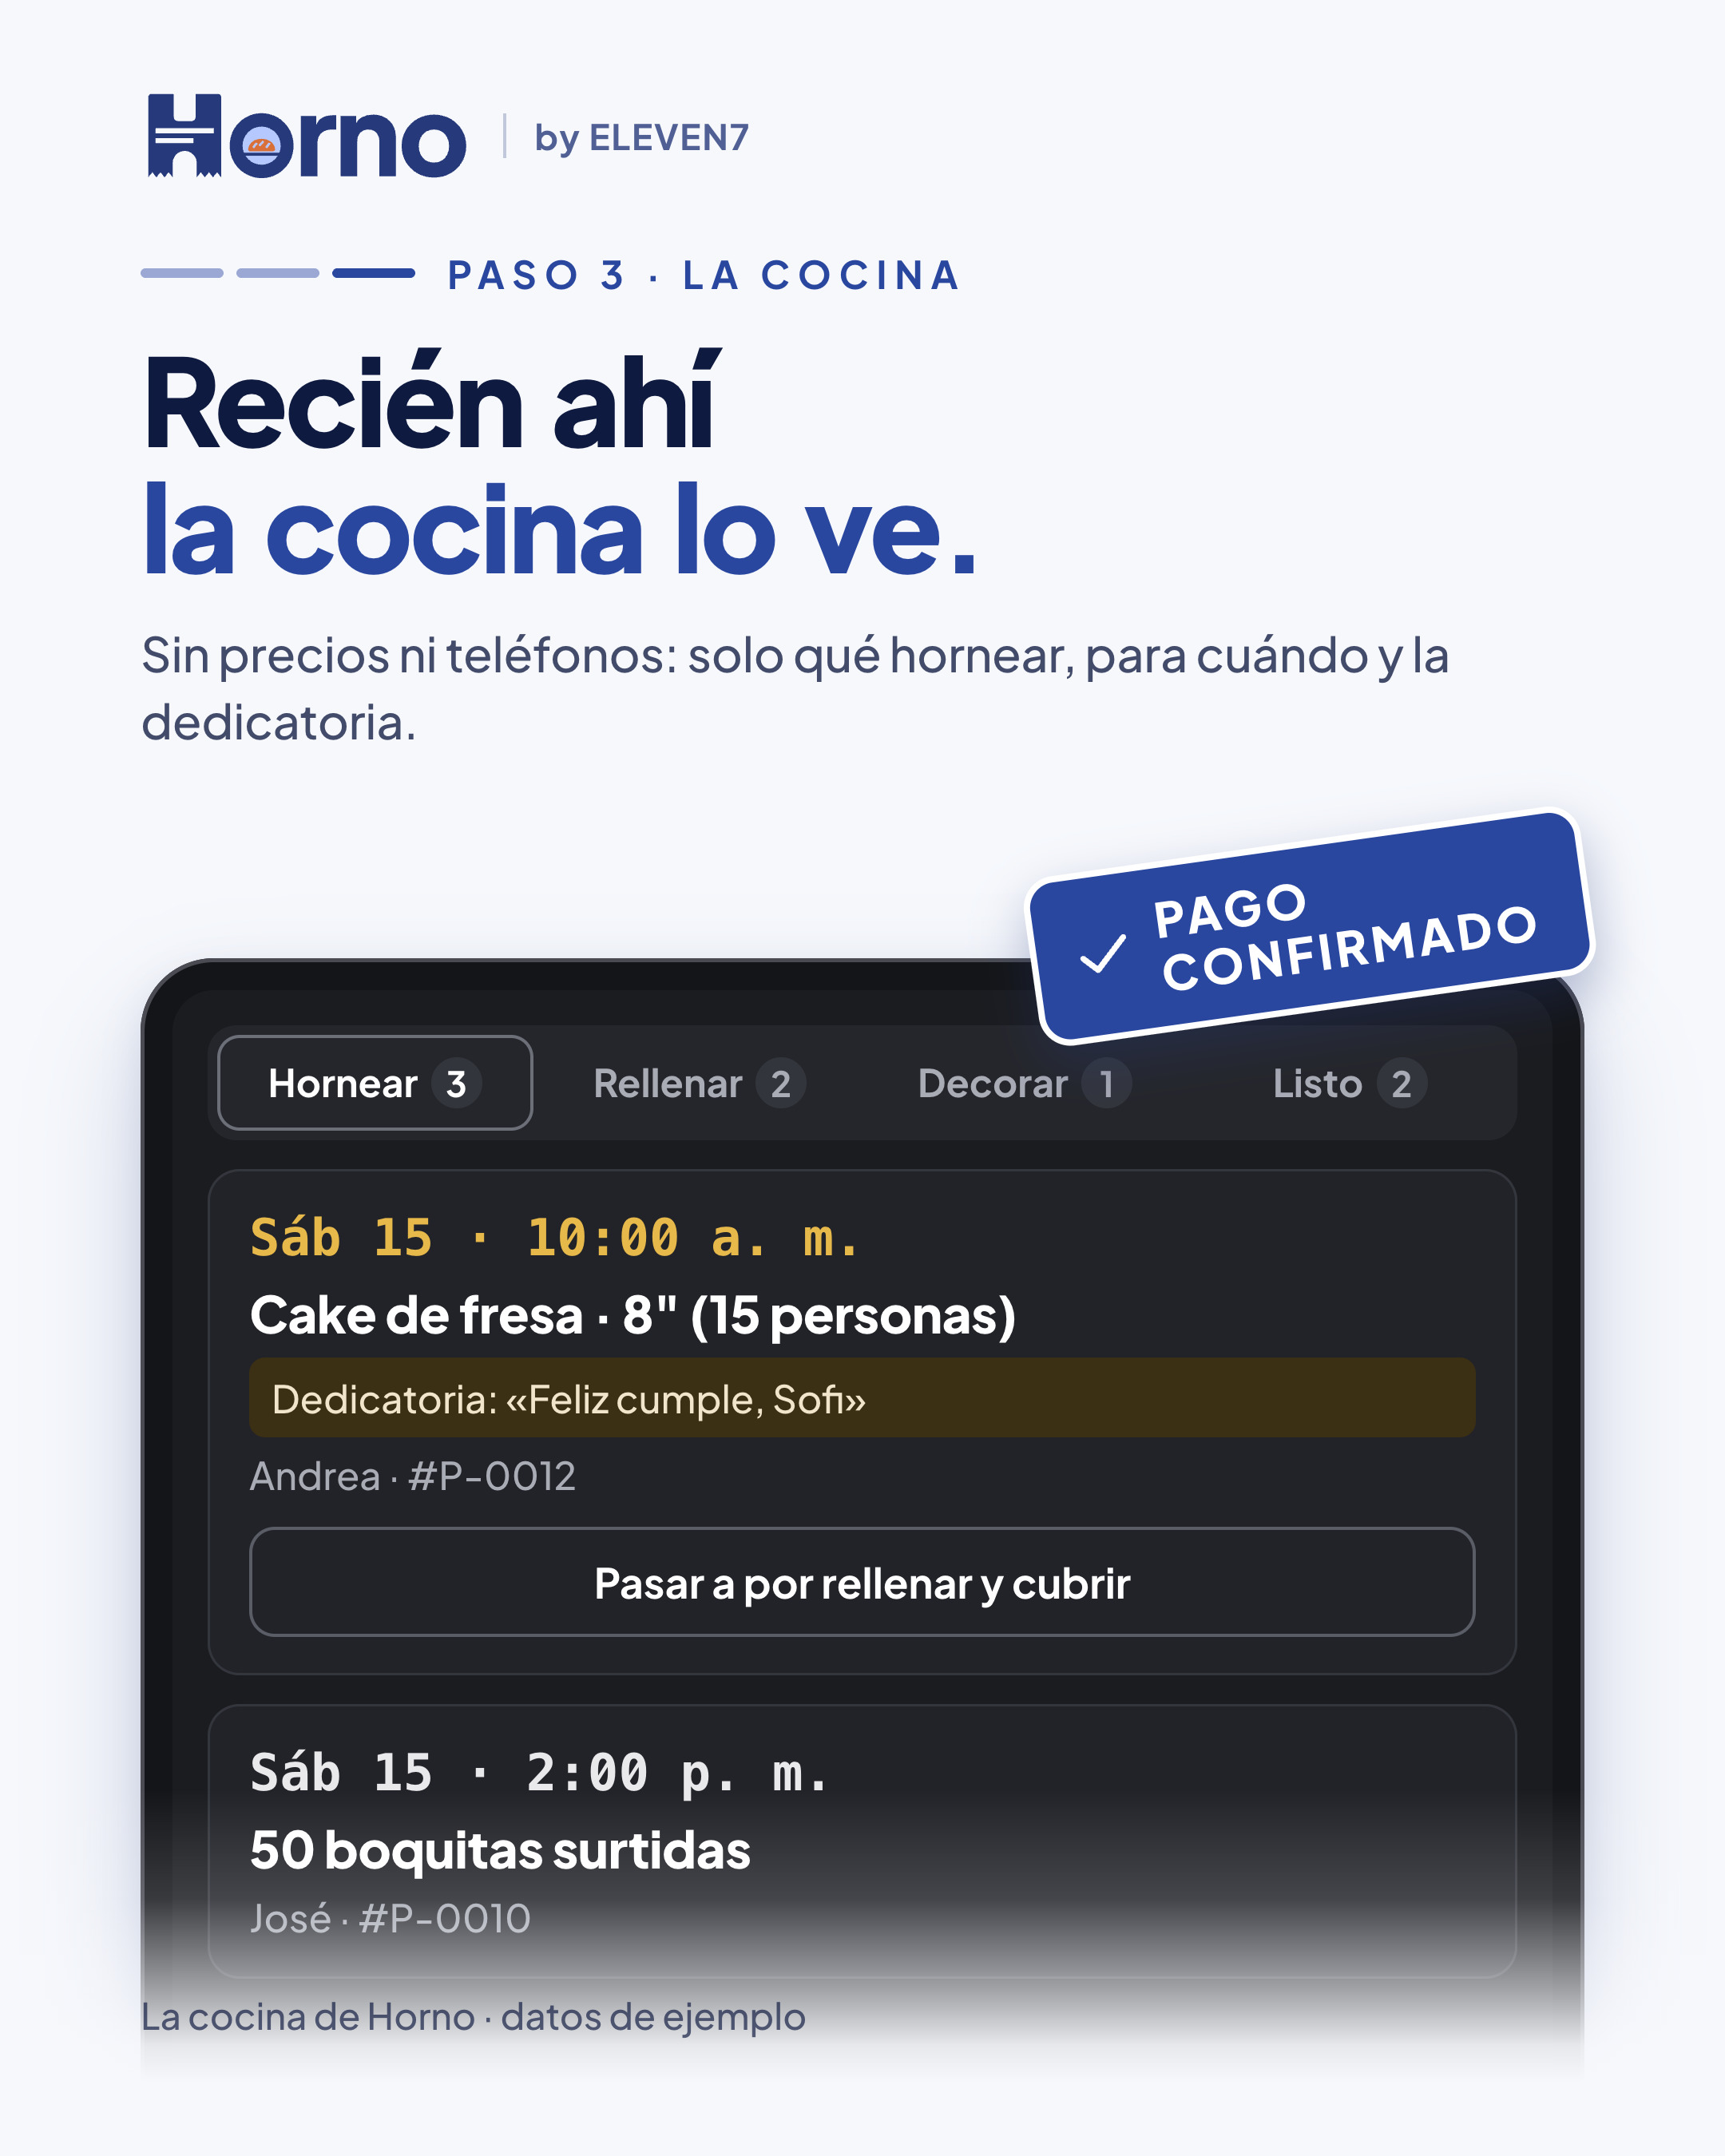 Horno by ELEVEN7
PASO 3 · LA COCINA
Recién ahí
la cocina lo ve.
Sin precios ni teléfonos: solo qué hornear, para cuándo y la
dedicatoria.
PAGO
CONFIRMADO
Hornear 3 Rellenar 2 Decorar 1 Listo 2
Sáb 15 · 10:00 a. m.
Cake de fresa · 8" (15 personas)
Dedicatoria: «Feliz cumple, Sofi»
Andrea · #P-0012
Pasar a por rellenar y cubrir
Sáb 15 · 2:00 p. m.
50 boquitas surtidas
José · #P-0010
La cocina de Horno · datos de ejemplo